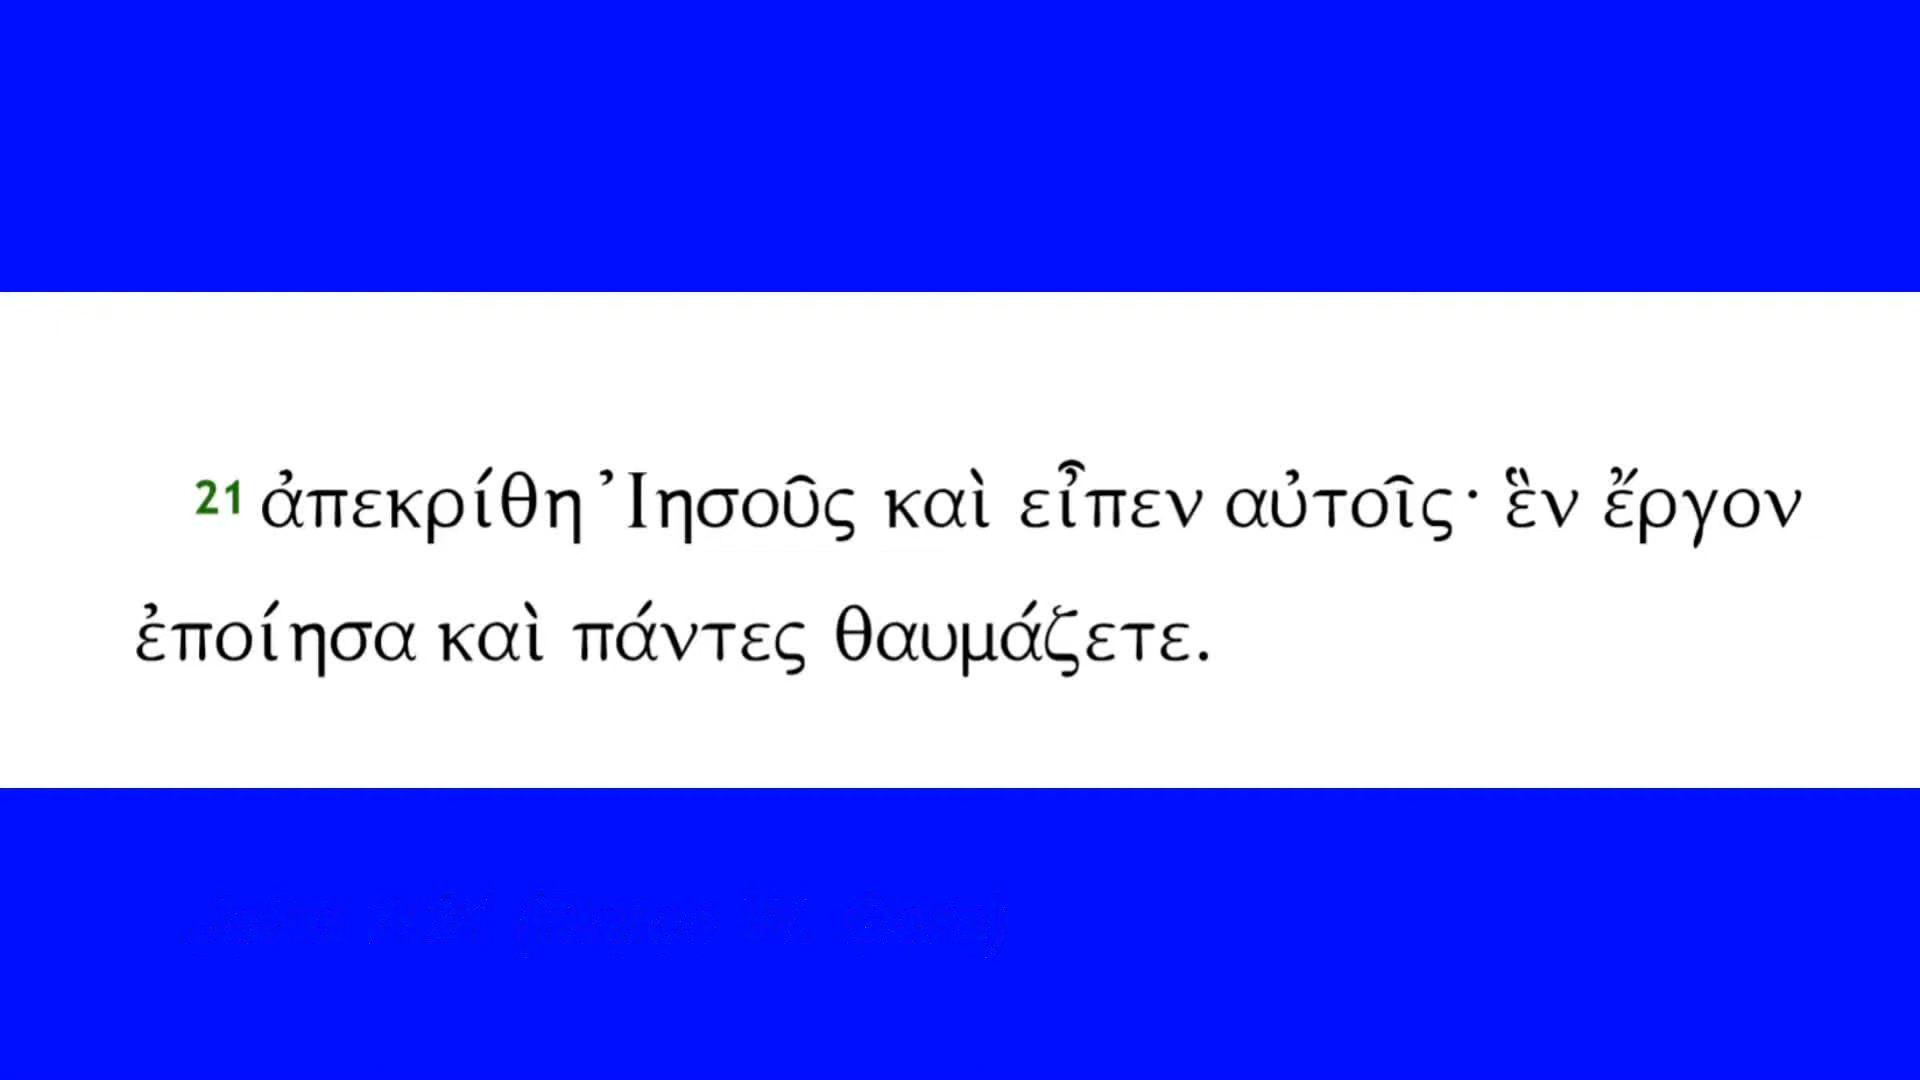 21 ἀπεκρίθη Ἰησοῦς καὶ εἶπεν αὐτοῖς· ἓν ἔργον
ἐποίησα καὶ πάντες θαυμάζετε.